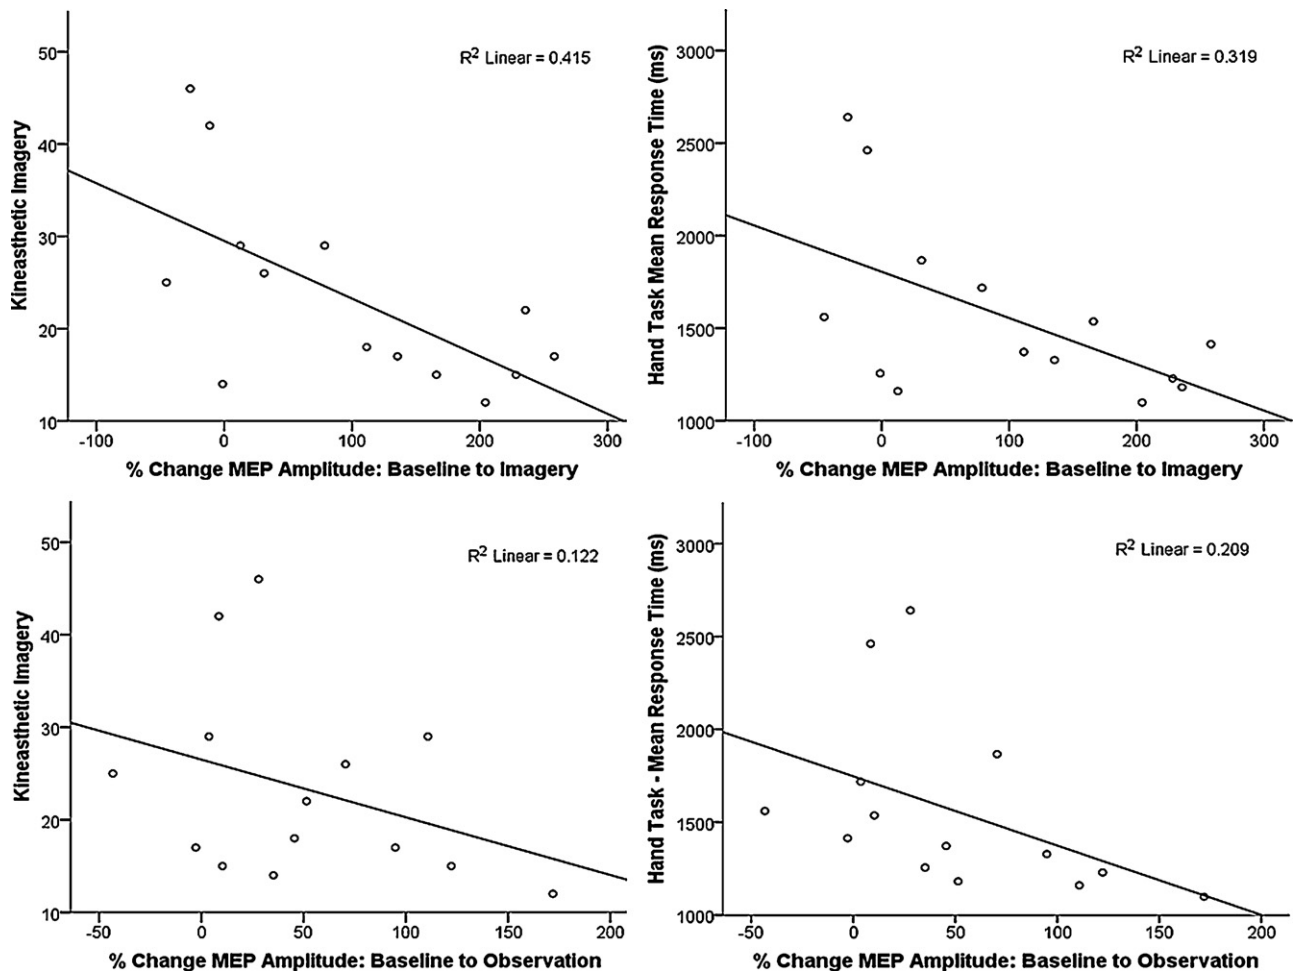 Kineasthetic Imagery
50
40
30
20
10
R² Linear = 0.415
-100 0 100 200 300
% Change MEP Amplitude: Baseline to Imagery
Hand Task Mean Response Time (ms)
3000
2500
2000
1500
1000
R² Linear = 0.319
-100 0 100 200 300
% Change MEP Amplitude: Baseline to Imagery
Kineasthetic Imagery
50
40
30
20
10
R² Linear = 0.122
-50 0 50 100 150 200
% Change MEP Amplitude: Baseline to Observation
Hand Task - Mean Response Time (ms)
3000
2500
2000
1500
1000
R² Linear = 0.209
-50 0 50 100 150 200
% Change MEP Amplitude: Baseline to Observation